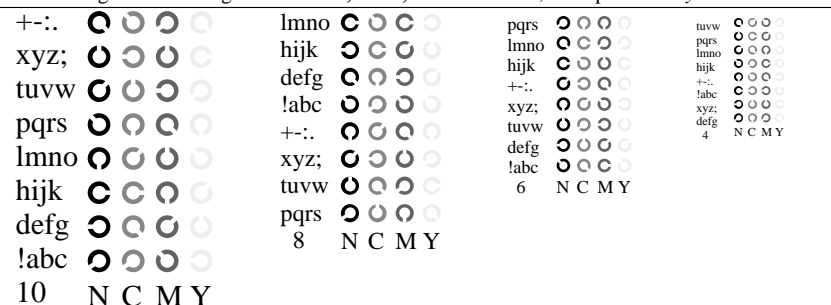 +-:.
xyz;
tuvw
pqrs
lmno
hijk
defg
!abc
10 N C M Y
lmno
hijk
defg
!abc
+-:.
xyz;
tuvw
pqrs
8 N C M Y
pqrs
lmno
hijk
+-:.
xyz;
tuvw
defg
!abc
6 N C M Y
tuvw
pqrs
lmno
hijk
+-:.
!abc
xyz;
defg
4 N C M Y